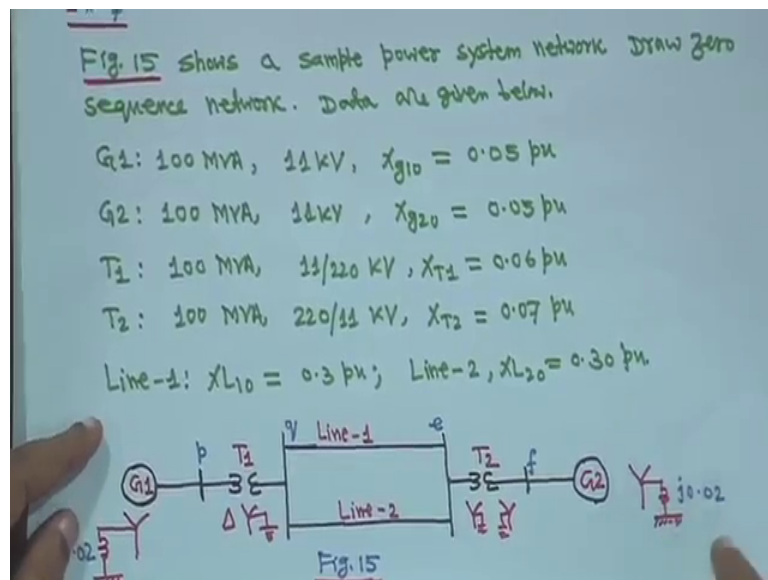 Fig. 15 shows a sample power system network Draw zero
sequence network. Data are given below.
G1: 100 MVA, 11 kV, Xg10 = 0.05 pu
G2: 100 MVA, 11kV, Xg20 = 0.05 pu
T1: 100 MVA, 11/220 KV, XT1 = 0.06 pu
T2: 100 MVA, 220/11 KV, XT2 = 0.07 pu
Line-1: XL10 = 0.3 pu; Line-2, XL20 = 0.30 pu.
q Line-1 e
p T1 T2 f
G1 G2
Δ Y Line-2 Y Y Y j0.02
.02 Y
Fig. 15